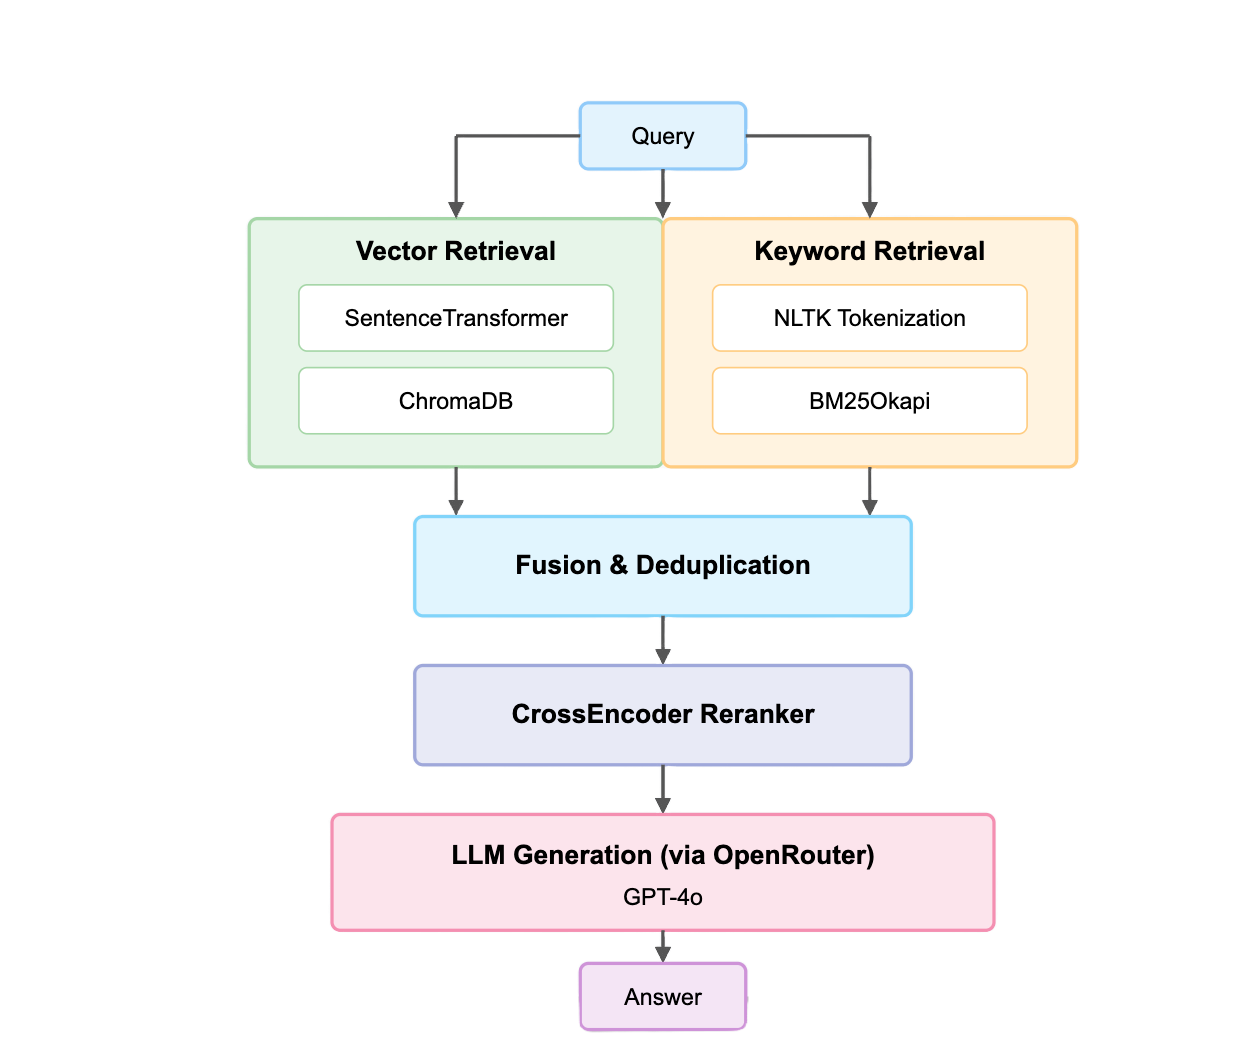 Query
Vector Retrieval
SentenceTransformer
ChromaDB
Keyword Retrieval
NLTK Tokenization
BM25Okapi
Fusion & Deduplication
CrossEncoder Reranker
LLM Generation (via OpenRouter)
GPT-4o
Answer